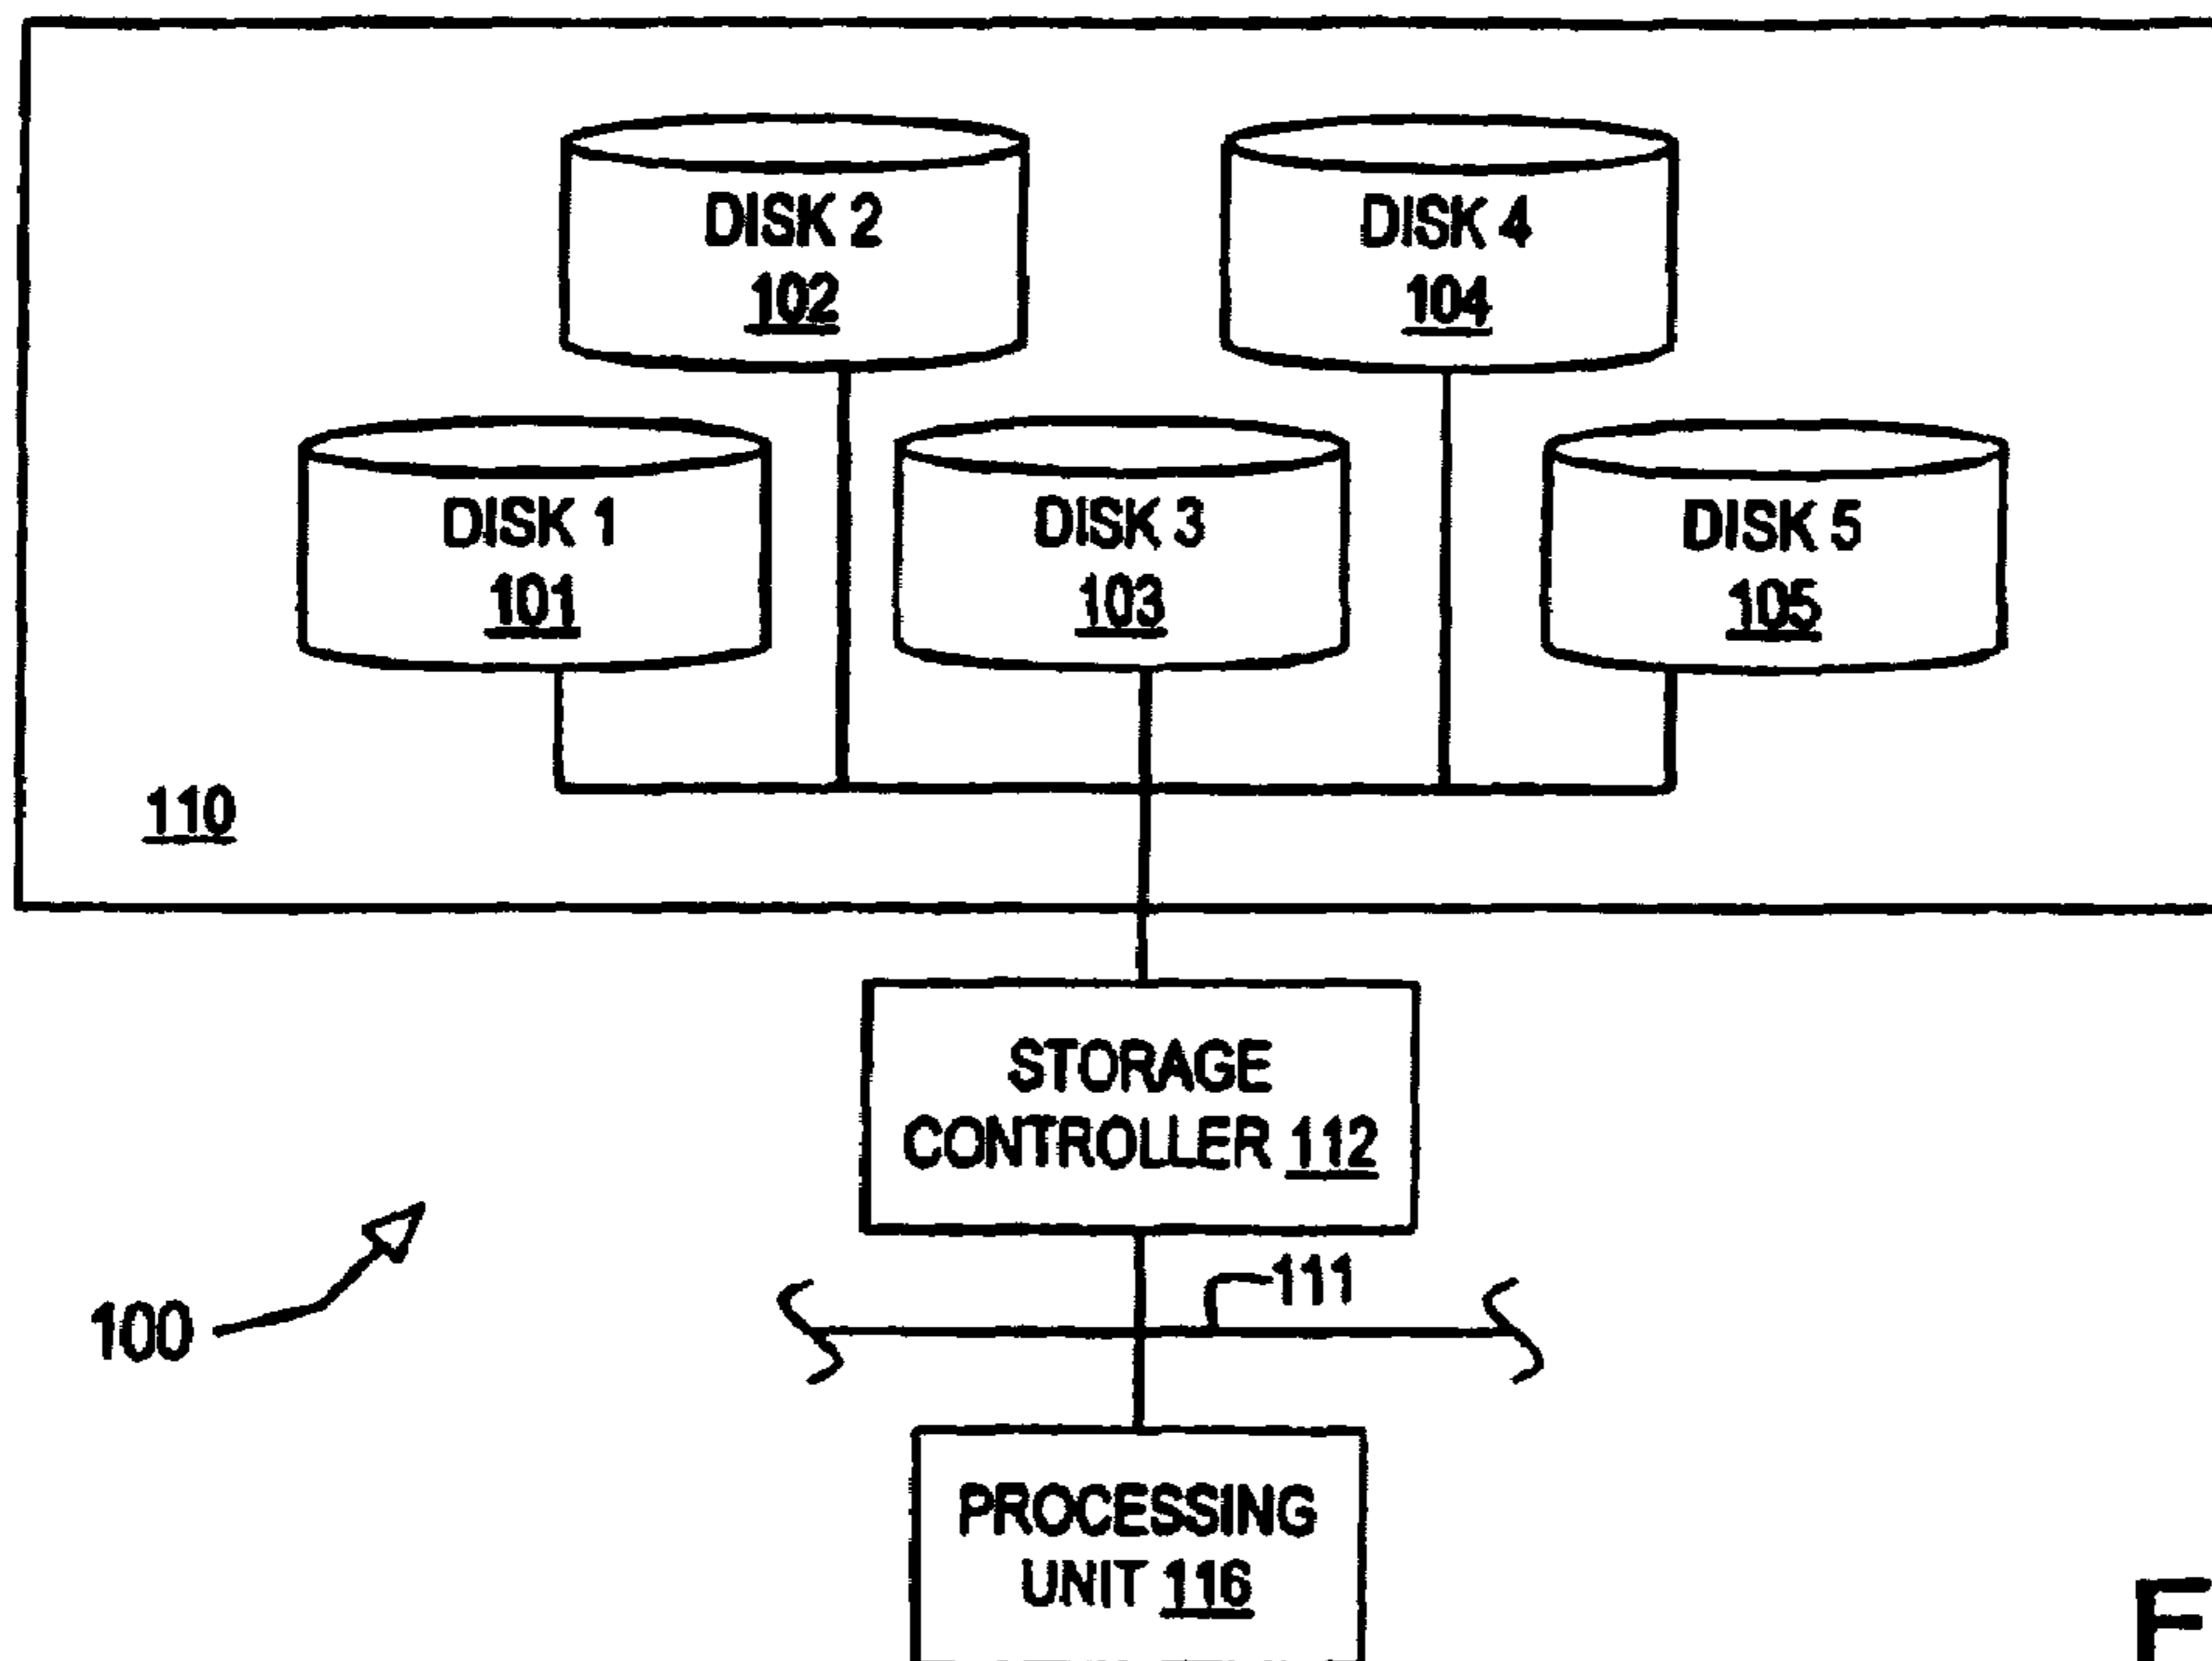 DISK 2
102
DISK 4
104
DISK 1
101
DISK 3
103
DISK 5
105
110
STORAGE
CONTROLLER 112
111
100
PROCESSING
UNIT 116
F